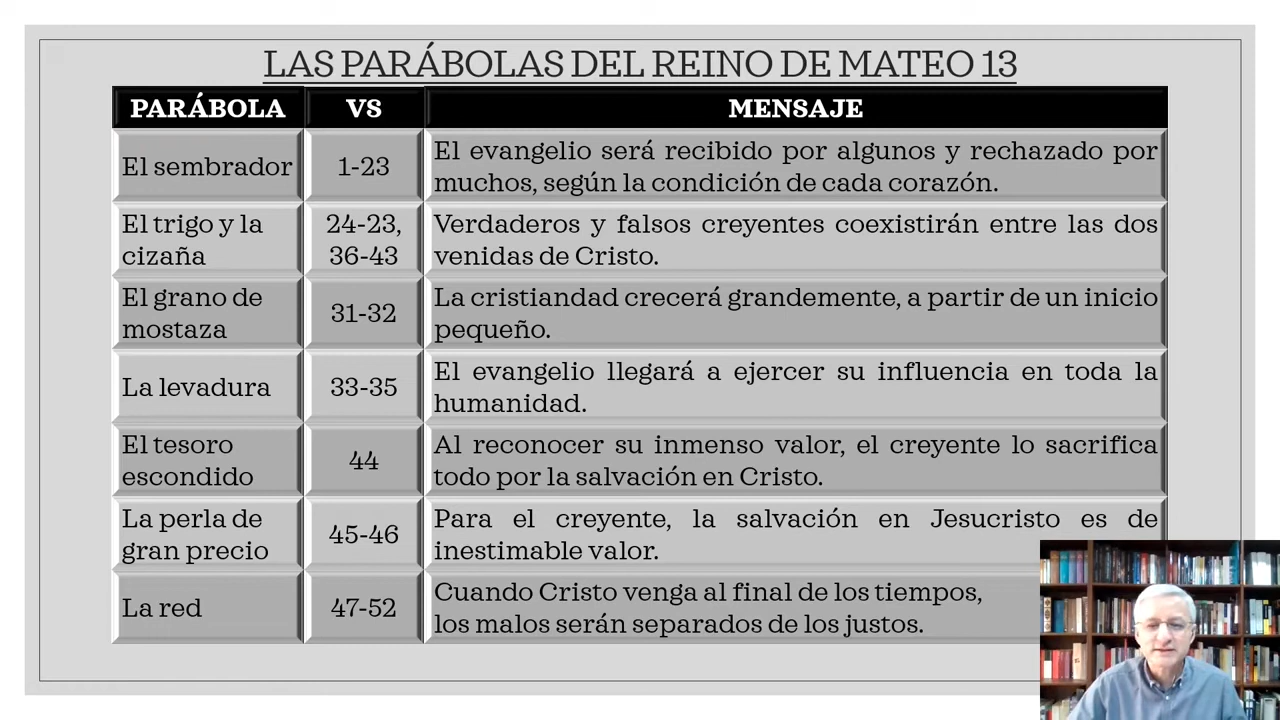 LAS PARÁBOLAS DEL REINO DE MATEO 13
PARÁBOLA VS MENSAJE
El sembrador 1-23 El evangelio será recibido por algunos y rechazado por
muchos, según la condición de cada corazón.
El trigo y la 24-23, Verdaderos y falsos creyentes coexistirán entre las dos
cizaña 36-43 venidas de Cristo.
El grano de 31-32 La cristiandad crecerá grandemente, a partir de un inicio
mostaza pequeño.
La levadura 33-35 El evangelio llegará a ejercer su influencia en toda la
humanidad.
El tesoro 44 Al reconocer su inmenso valor, el creyente lo sacrifica
escondido todo por la salvación en Cristo.
La perla de 45-46 Para el creyente, la salvación en Jesucristo es de
gran precio inestimable valor.
La red 47-52 Cuando Cristo venga al final de los tiempos,
los malos serán separados de los justos.